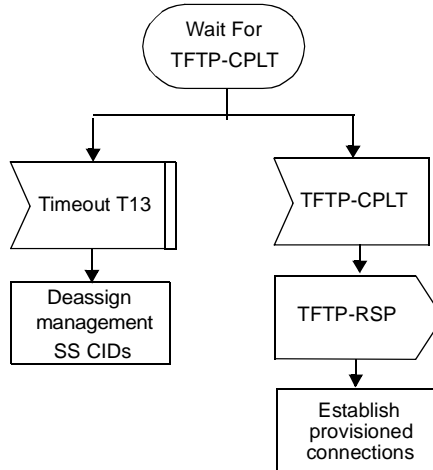 Wait For
TFTP-CPLT
Timeout T13
TFTP-CPLT
Deassign
management
SS CIDs
TFTP-RSP
Establish
provisioned
connections